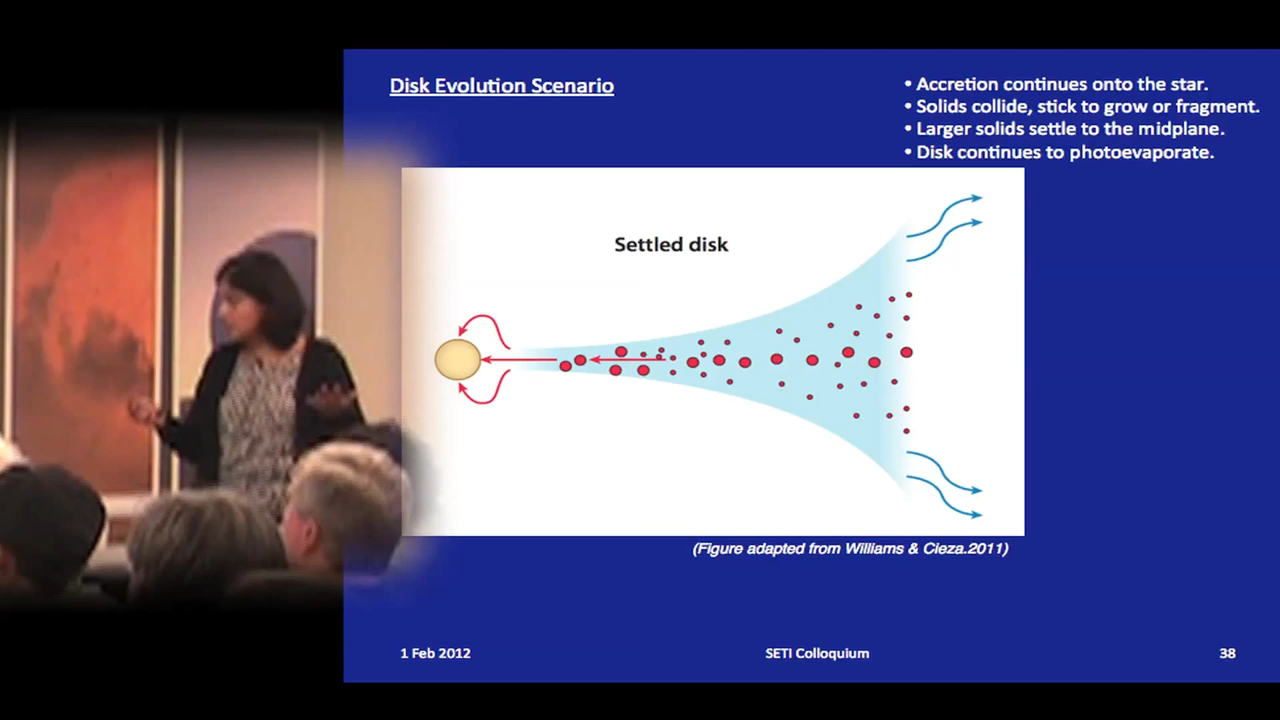 Disk Evolution Scenario
• Accretion continues onto the star.
• Solids collide, stick to grow or fragment.
• Larger solids settle to the midplane.
• Disk continues to photoevaporate.
Settled disk
(Figure adapted from Williams & Cieza.2011)
1 Feb 2012
SETI Colloquium
38